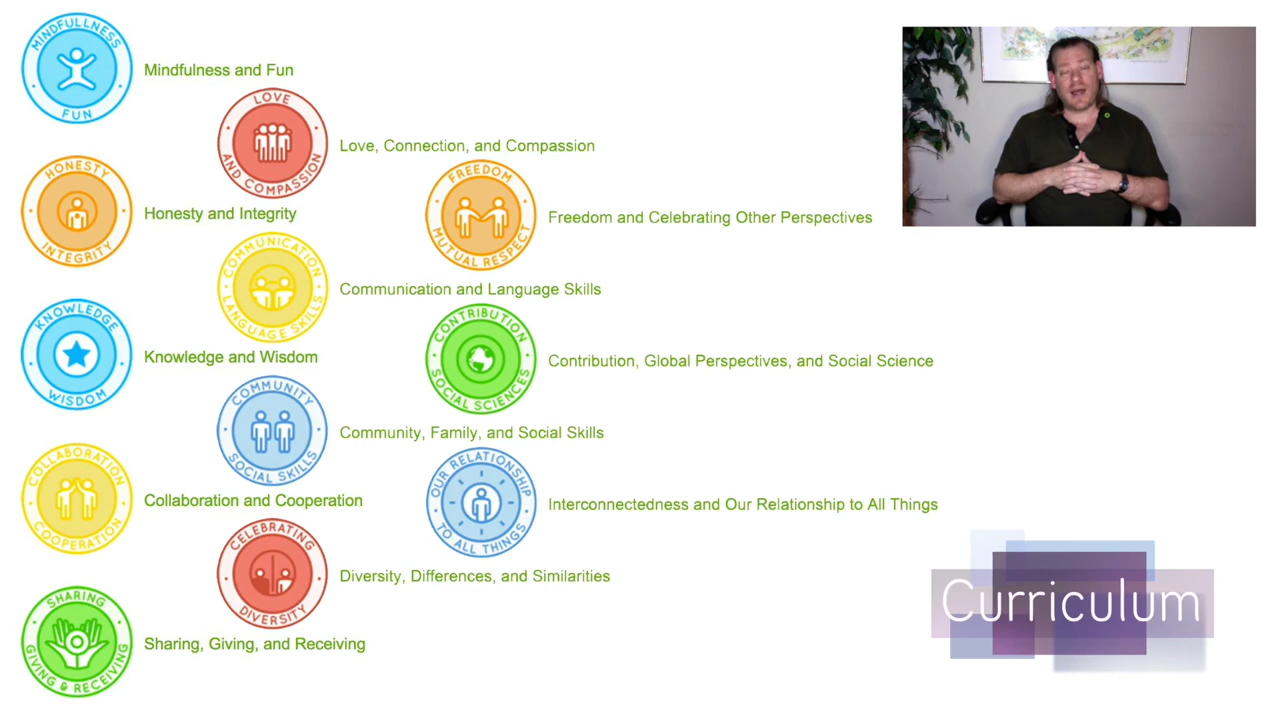 MINDFULLNESS
FUN
Mindfulness and Fun
LOVE
AND COMPASSION
Love, Connection, and Compassion
HONESTY
INTEGRITY
Honesty and Integrity
FREEDOM
MUTUAL RESPECT
Freedom and Celebrating Other Perspectives
COMMUNICATION
LANGUAGE SKILLS
Communication and Language Skills
KNOWLEDGE
WISDOM
Knowledge and Wisdom
CONTRIBUTION
SOCIAL SCIENCES
Contribution, Global Perspectives, and Social Science
COMMUNITY
SOCIAL SKILLS
Community, Family, and Social Skills
COLLABORATION
COOPERATION
Collaboration and Cooperation
OUR RELATIONSHIP
TO ALL THINGS
Interconnectedness and Our Relationship to All Things
CELEBRATING
DIVERSITY
Diversity, Differences, and Similarities
SHARING
GIVING & RECEIVING
Sharing, Giving, and Receiving
Curriculum